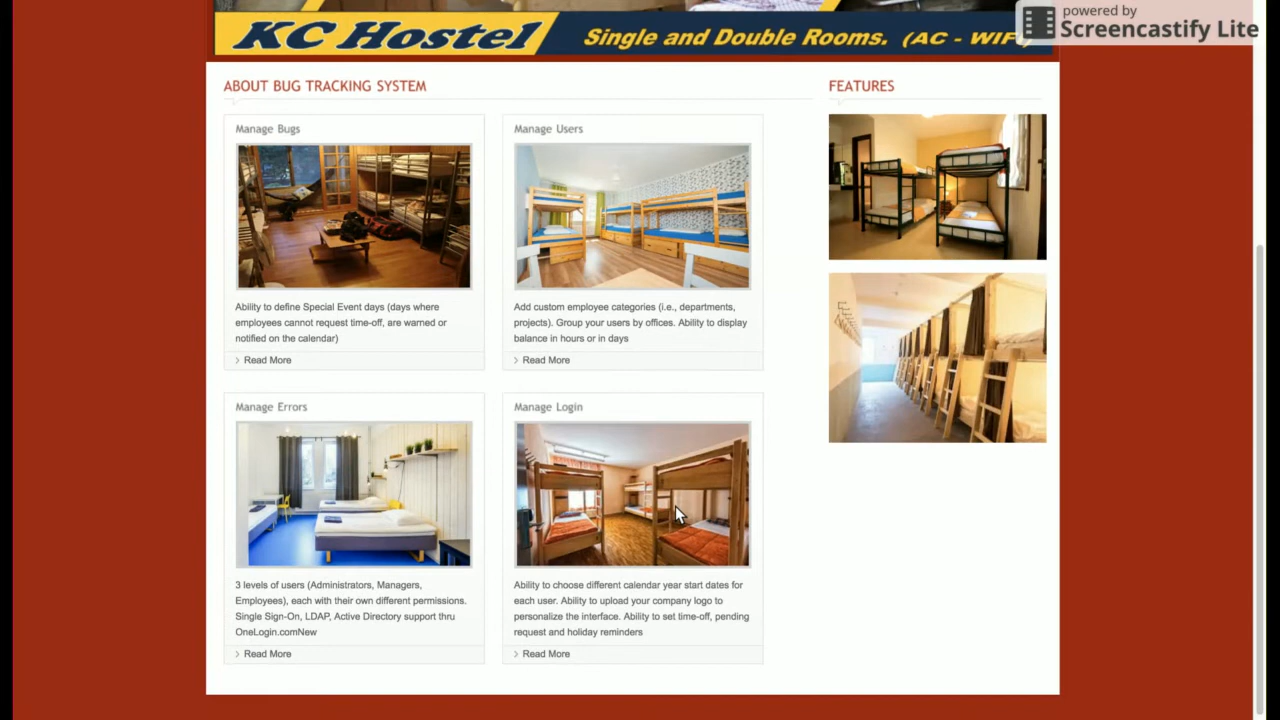 KC Hostel
Single and Double Rooms. (AC - WIFI)
powered by
Screencastify Lite
ABOUT BUG TRACKING SYSTEM
FEATURES
Manage Bugs
Ability to define Special Event days (days where
employees cannot request time-off, are warned or
notified on the calendar)
Read More
Manage Users
Add custom employee categories (i.e., departments,
projects). Group your users by offices. Ability to display
balance in hours or in days
Read More
Manage Errors
3 levels of users (Administrators, Managers,
Employees), each with their own different permissions.
Single Sign-On, LDAP, Active Directory support thru
OneLogin.comNew
Read More
Manage Login
Ability to choose different calendar year start dates for
each user. Ability to upload your company logo to
personalize the interface. Ability to set time-off, pending
request and holiday reminders
Read More